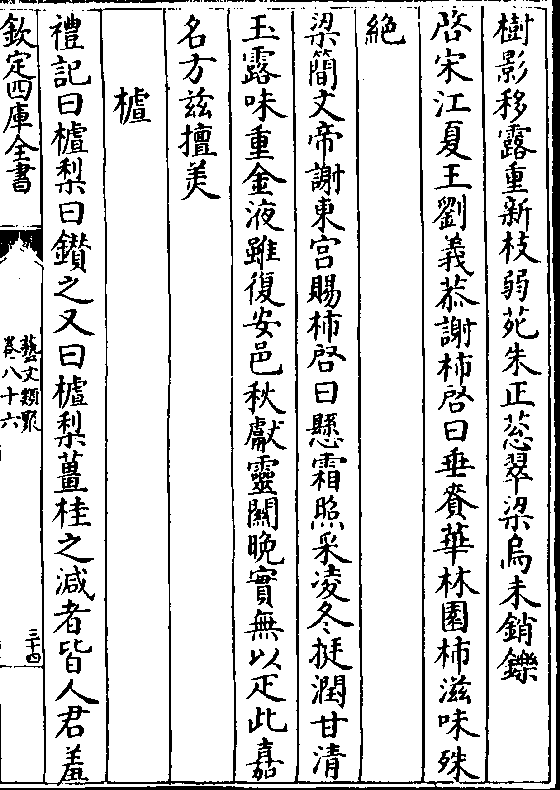 樹影移露重新枝弱苑朱正葱翠梁烏未銷鑠
啓宋江夏王劉義恭謝柿啓曰垂賚華林園柿滋味殊
絶
梁簡文帝謝東宫賜柿啓曰懸霜照采凌冬挺潤甘清
玉露味重金液雖復安邑秋獻靈關晚實無以疋此嘉
名方兹擅美
樝
禮記曰樝梨曰鑚之又曰樝梨薑桂之減者皆人君羞
欽定四庫全書
藝文類聚
卷八十六
三十四